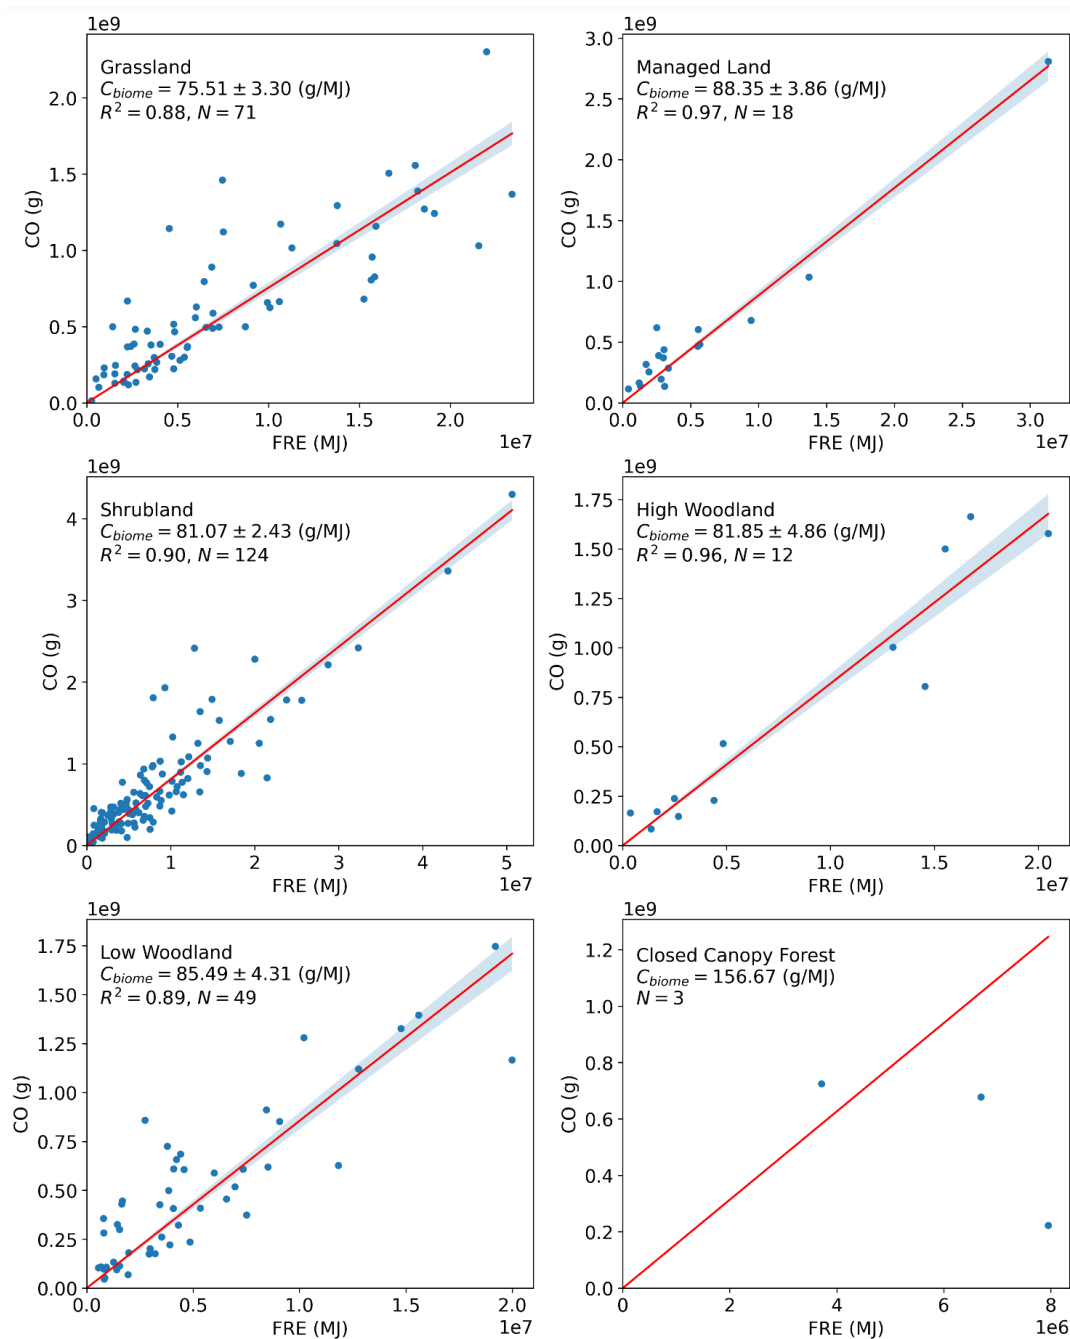 1e9
Grassland
C_biome = 75.51 ± 3.30 (g/MJ)
R² = 0.88, N = 71
2.0
1.5
1.0
0.5
0.0
CO (g)
0.0 0.5 1.0 1.5 2.0
FRE (MJ)
1e7
1e9
Managed Land
C_biome = 88.35 ± 3.86 (g/MJ)
R² = 0.97, N = 18
3.0
2.5
2.0
1.5
1.0
0.5
0.0
CO (g)
0.0 0.5 1.0 1.5 2.0 2.5 3.0
FRE (MJ)
1e7
1e9
Shrubland
C_biome = 81.07 ± 2.43 (g/MJ)
R² = 0.90, N = 124
4
3
2
1
0
CO (g)
0 1 2 3 4 5
FRE (MJ)
1e7
1e9
High Woodland
C_biome = 81.85 ± 4.86 (g/MJ)
R² = 0.96, N = 12
1.75
1.50
1.25
1.00
0.75
0.50
0.25
0.00
CO (g)
0.0 0.5 1.0 1.5 2.0
FRE (MJ)
1e7
1e9
Low Woodland
C_biome = 85.49 ± 4.31 (g/MJ)
R² = 0.89, N = 49
1.75
1.50
1.25
1.00
0.75
0.50
0.25
0.00
CO (g)
0.0 0.5 1.0 1.5 2.0
FRE (MJ)
1e7
1e9
Closed Canopy Forest
C_biome = 156.67 (g/MJ)
N = 3
1.2
1.0
0.8
0.6
0.4
0.2
0.0
CO (g)
0 2 4 6 8
FRE (MJ)
1e6